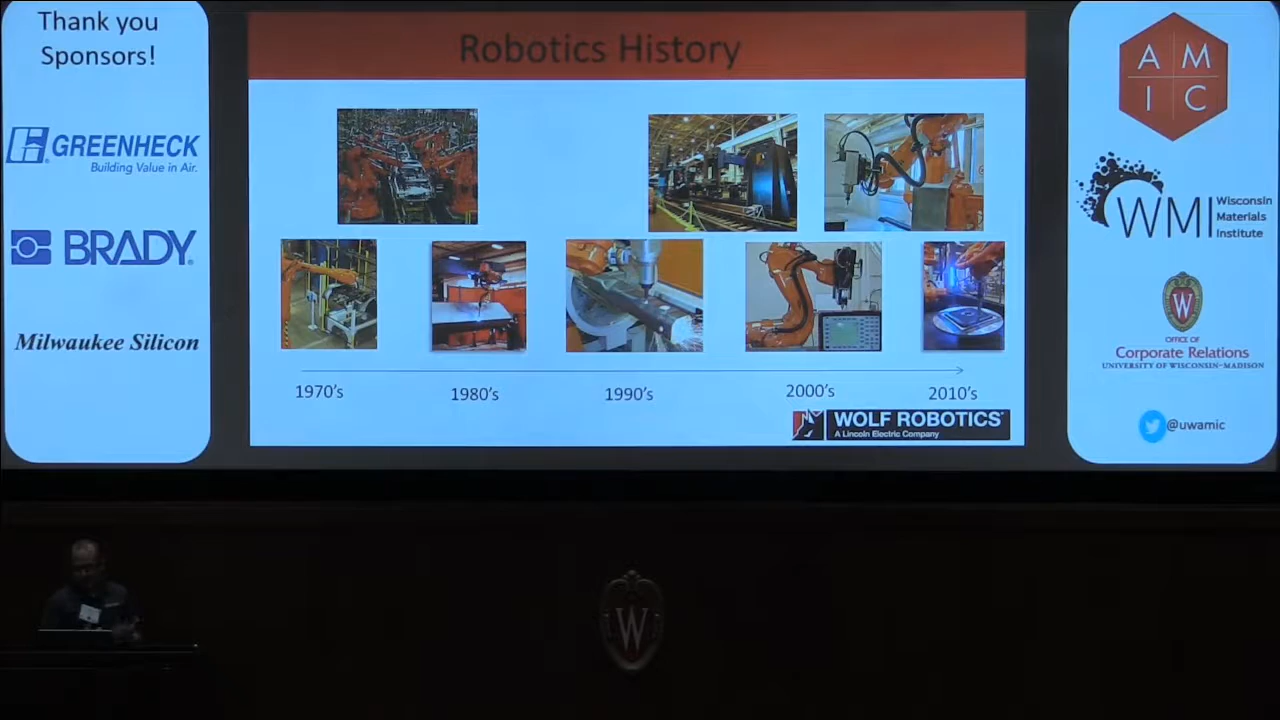 Thank you
Sponsors!
GREENHECK
Building Value in Air.
BRADY
Milwaukee Silicon
Robotics History
1970's
1980's
1990's
2000's
2010's
WOLF ROBOTICS
A Lincoln Electric Company
A M
I C
WMI
Wisconsin
Materials
Institute
W
OFFICE OF
Corporate Relations
UNIVERSITY OF WISCONSIN-MADISON
@uwamic
W